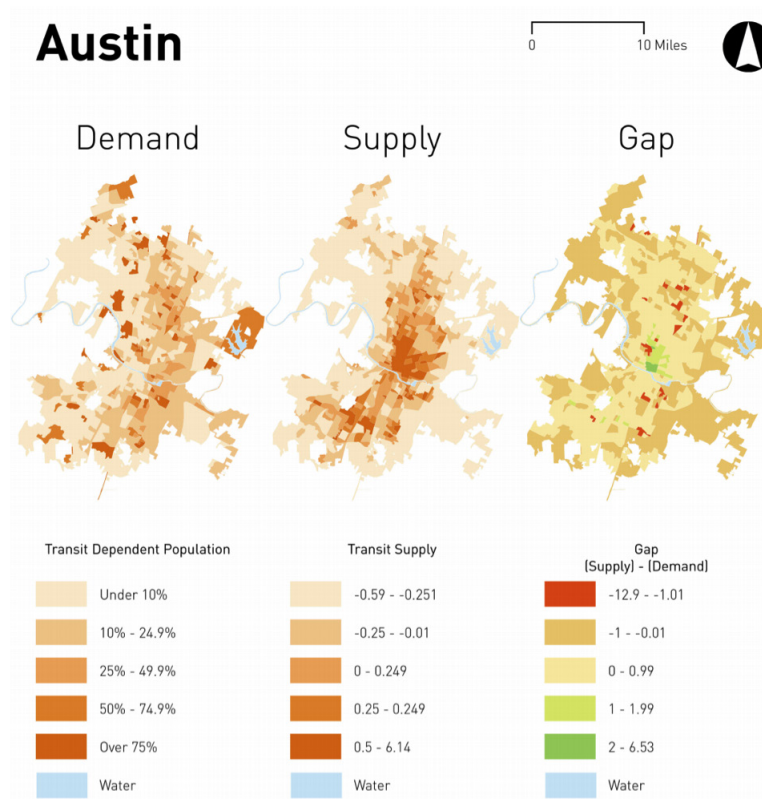 Austin
0 10 Miles
Demand Supply Gap
Transit Dependent Population
Under 10%
10% - 24.9%
25% - 49.9%
50% - 74.9%
Over 75%
Water
Transit Supply
-0.59 - -0.251
-0.25 - -0.01
0 - 0.249
0.25 - 0.249
0.5 - 6.14
Water
Gap
(Supply) - (Demand)
-12.9 - -1.01
-1 - -0.01
0 - 0.99
1 - 1.99
2 - 6.53
Water